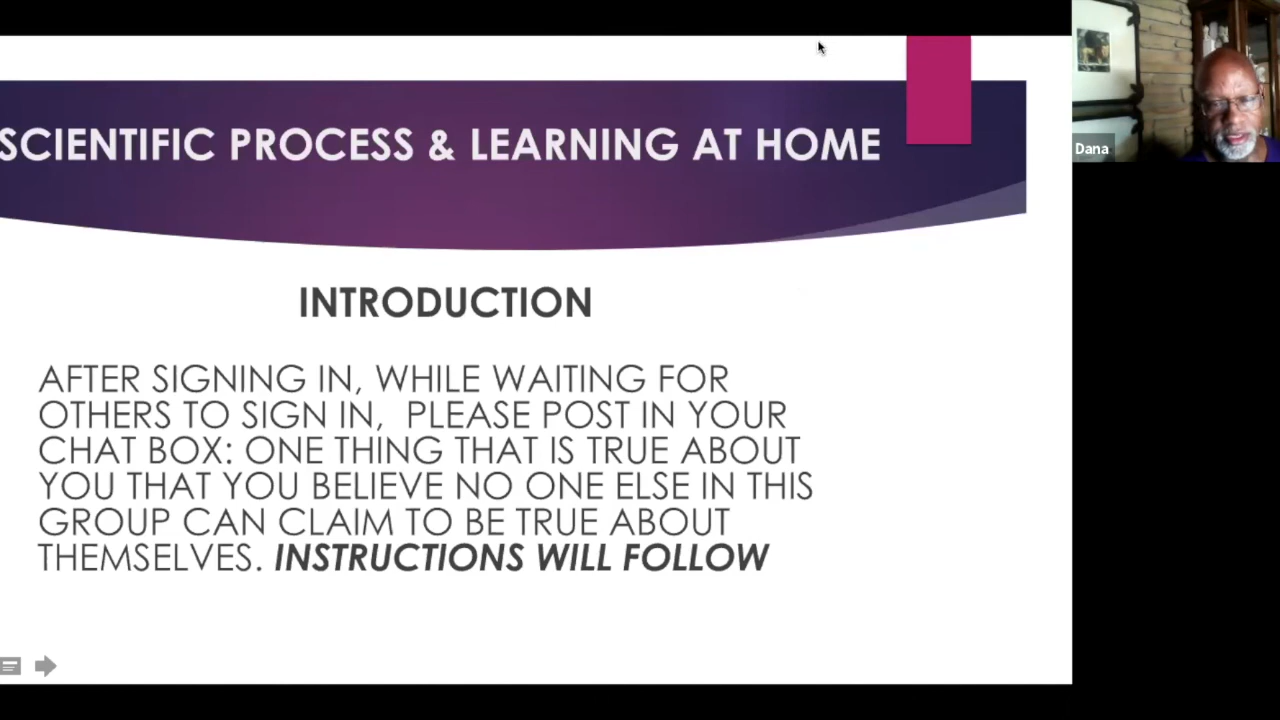 SCIENTIFIC PROCESS & LEARNING AT HOME
Dana
INTRODUCTION
AFTER SIGNING IN, WHILE WAITING FOR
OTHERS TO SIGN IN, PLEASE POST IN YOUR
CHAT BOX: ONE THING THAT IS TRUE ABOUT
YOU THAT YOU BELIEVE NO ONE ELSE IN THIS
GROUP CAN CLAIM TO BE TRUE ABOUT
THEMSELVES. INSTRUCTIONS WILL FOLLOW